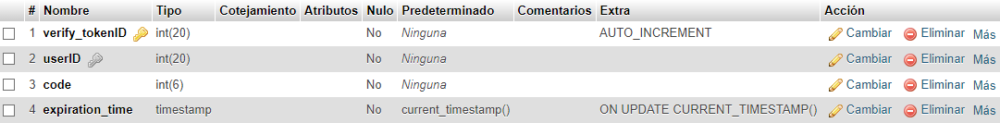 # Nombre Tipo Cotejamiento Atributos Nulo Predeterminado Comentarios Extra Acción
1 verify_tokenID int(20) No Ninguna AUTO_INCREMENT Cambiar Eliminar Más
2 userID int(20) No Ninguna Cambiar Eliminar Más
3 code int(6) No Ninguna Cambiar Eliminar Más
4 expiration_time timestamp No current_timestamp() ON UPDATE CURRENT_TIMESTAMP() Cambiar Eliminar Más